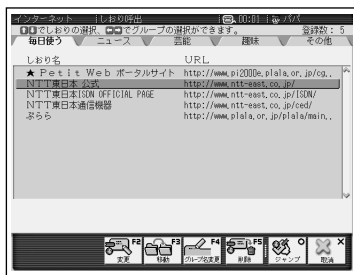 インターネット しおり呼出 00:01 パパ
でしおりの選択、でグループの選択ができます。 登録数: 5
毎日使う ニュース 芸能 趣味 その他
しおり名 URL
★ Petit Web ポータルサイト http://www.pi2000e.plala.or.jp/cg..
NTT東日本 公式 http://www.ntt-east.co.jp/
NTT東日本ISDN OFFICIAL PAGE http://www.ntt-east.co.jp/ISDN/
NTT東日本通信機器 http://www.ntt-east.co.jp/ced/
ぷらら http://www.plala.or.jp/plala/main..
F2 F3 F4 F5 O X
変更 移動 グループ名変更 削除 ジャンプ 取消